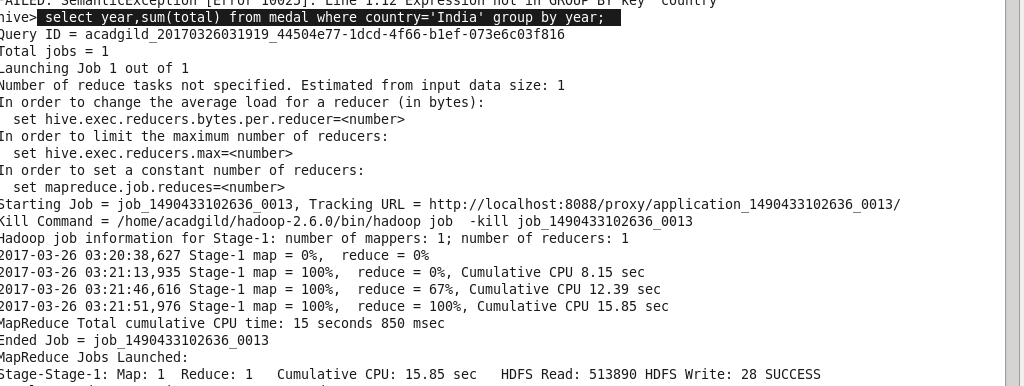 FAILED: SemanticException [Error 10025]: Line 1:12 Expression not in GROUP BY key 'country'
hive> select year,sum(total) from medal where country='India' group by year;
Query ID = acadgild_20170326031919_44504e77-1dcd-4f66-b1ef-073e6c03f816
Total jobs = 1
Launching Job 1 out of 1
Number of reduce tasks not specified. Estimated from input data size: 1
In order to change the average load for a reducer (in bytes):
  set hive.exec.reducers.bytes.per.reducer=<number>
In order to limit the maximum number of reducers:
  set hive.exec.reducers.max=<number>
In order to set a constant number of reducers:
  set mapreduce.job.reduces=<number>
Starting Job = job_1490433102636_0013, Tracking URL = http://localhost:8088/proxy/application_1490433102636_0013/
Kill Command = /home/acadgild/hadoop-2.6.0/bin/hadoop job  -kill job_1490433102636_0013
Hadoop job information for Stage-1: number of mappers: 1; number of reducers: 1
2017-03-26 03:20:38,627 Stage-1 map = 0%,  reduce = 0%
2017-03-26 03:21:13,935 Stage-1 map = 100%,  reduce = 0%, Cumulative CPU 8.15 sec
2017-03-26 03:21:46,616 Stage-1 map = 100%,  reduce = 67%, Cumulative CPU 12.39 sec
2017-03-26 03:21:51,976 Stage-1 map = 100%,  reduce = 100%, Cumulative CPU 15.85 sec
MapReduce Total cumulative CPU time: 15 seconds 850 msec
Ended Job = job_1490433102636_0013
MapReduce Jobs Launched:
Stage-Stage-1: Map: 1  Reduce: 1   Cumulative CPU: 15.85 sec   HDFS Read: 513890 HDFS Write: 28 SUCCESS